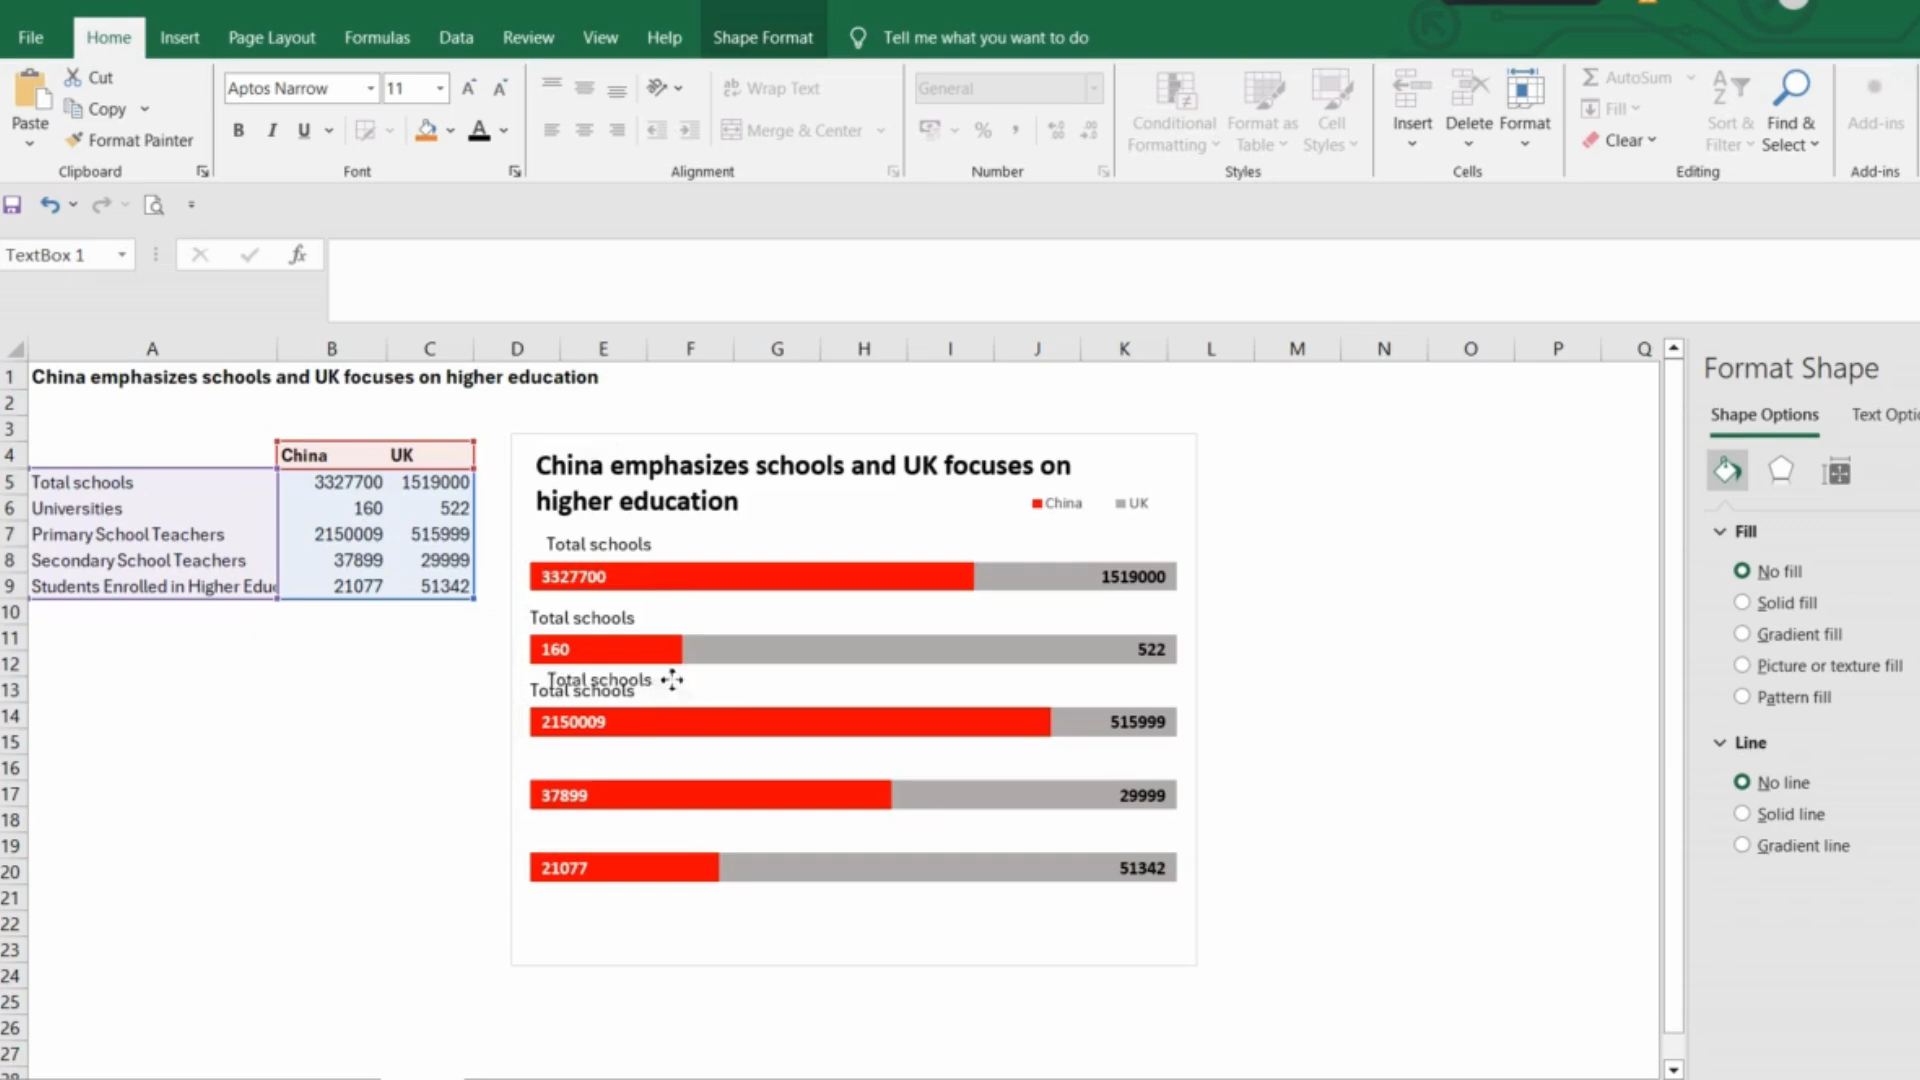 File Home Insert Page Layout Formulas Data Review View Help Shape Format Tell me what you want to do
Paste
Cut
Copy
Format Painter
Clipboard
Aptos Narrow 11
B I U
Font
Wrap Text
Merge & Center
Alignment
General
Number
Conditional Formatting
Format as Table
Cell Styles
Styles
Insert Delete Format
Cells
AutoSum
Fill
Clear
Sort & Filter
Find & Select
Editing
Add-ins
Add-ins
TextBox 1
fx
A B C D E F G H I J K L M N O P Q
1 China emphasizes schools and UK focuses on higher education
2
3
4 China UK
5 Total schools 3327700 1519000
6 Universities 160 522
7 Primary School Teachers 2150009 515999
8 Secondary School Teachers 37899 29999
9 Students Enrolled in Higher Edu 21077 51342
10
11
12
13
14
15
16
17
18
19
20
21
22
23
24
25
26
27
28
China emphasizes schools and UK focuses on
higher education
China UK
Total schools
3327700 1519000
Total schools
160 522
Total schools
Total schools
2150009 515999
37899 29999
21077 51342
Format Shape
Shape Options Text Optio
Fill
No fill
Solid fill
Gradient fill
Picture or texture fill
Pattern fill
Line
No line
Solid line
Gradient line